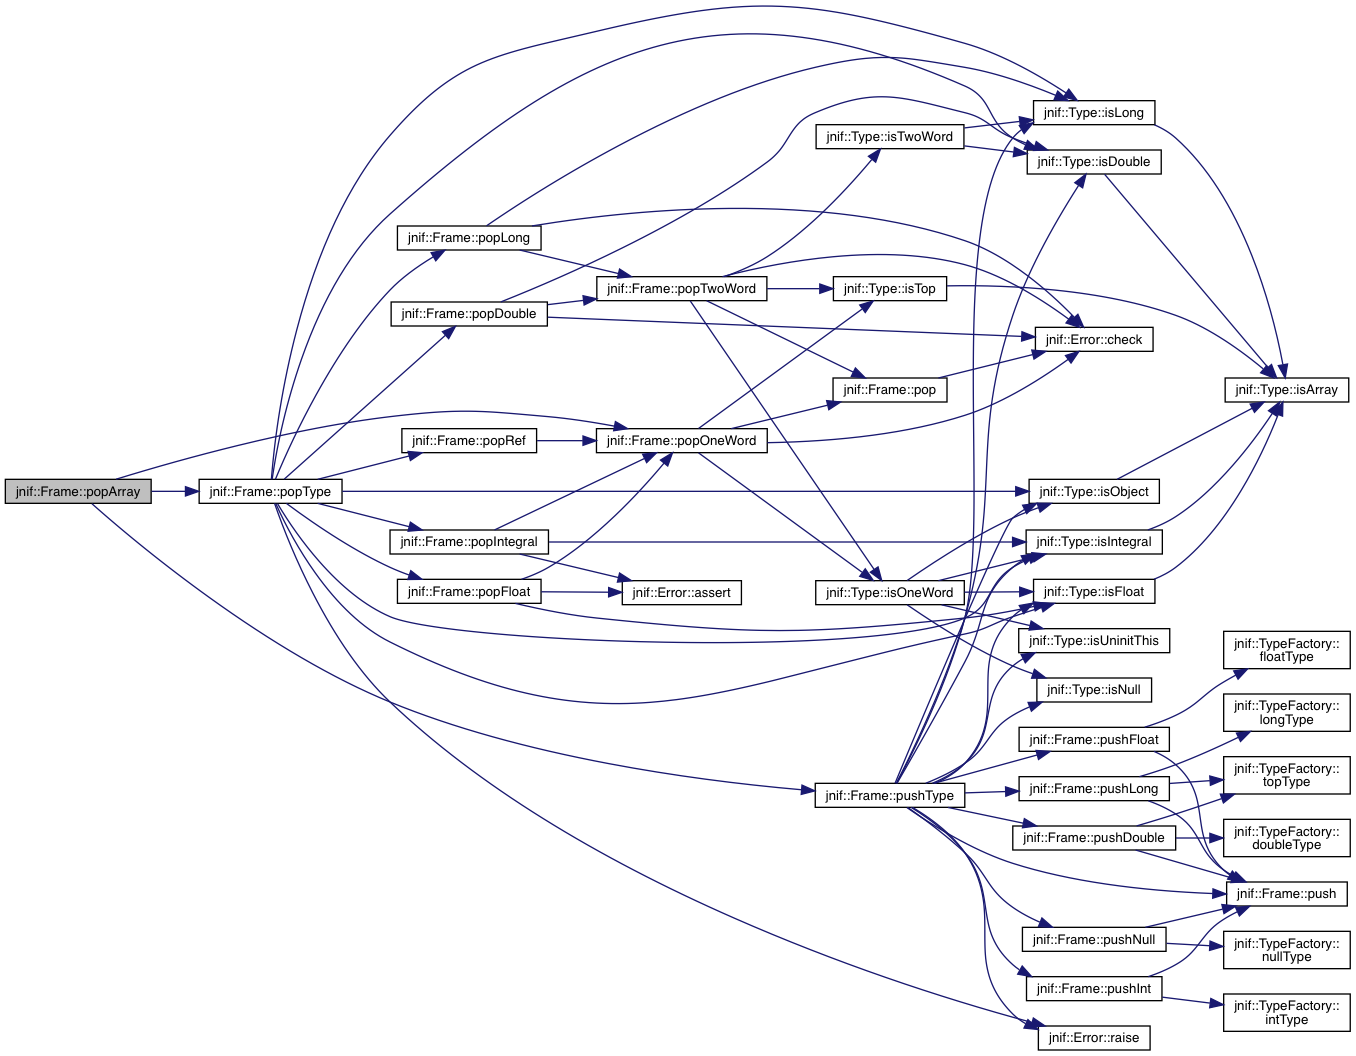 jnif::Frame::popArray
jnif::Frame::popType
jnif::Frame::popLong
jnif::Frame::popDouble
jnif::Frame::popRef
jnif::Frame::popIntegral
jnif::Frame::popFloat
jnif::Frame::popTwoWord
jnif::Frame::popOneWord
jnif::Error::assert
jnif::Type::isTwoWord
jnif::Type::isTop
jnif::Frame::pop
jnif::Type::isOneWord
jnif::Frame::pushType
jnif::Type::isLong
jnif::Type::isDouble
jnif::Error::check
jnif::Type::isObject
jnif::Type::isIntegral
jnif::Type::isFloat
jnif::Type::isUninitThis
jnif::Type::isNull
jnif::Frame::pushFloat
jnif::Frame::pushLong
jnif::Frame::pushDouble
jnif::Frame::pushNull
jnif::Frame::pushInt
jnif::Error::raise
jnif::Type::isArray
jnif::TypeFactory::
floatType
jnif::TypeFactory::
longType
jnif::TypeFactory::
topType
jnif::TypeFactory::
doubleType
jnif::Frame::push
jnif::TypeFactory::
nullType
jnif::TypeFactory::
intType